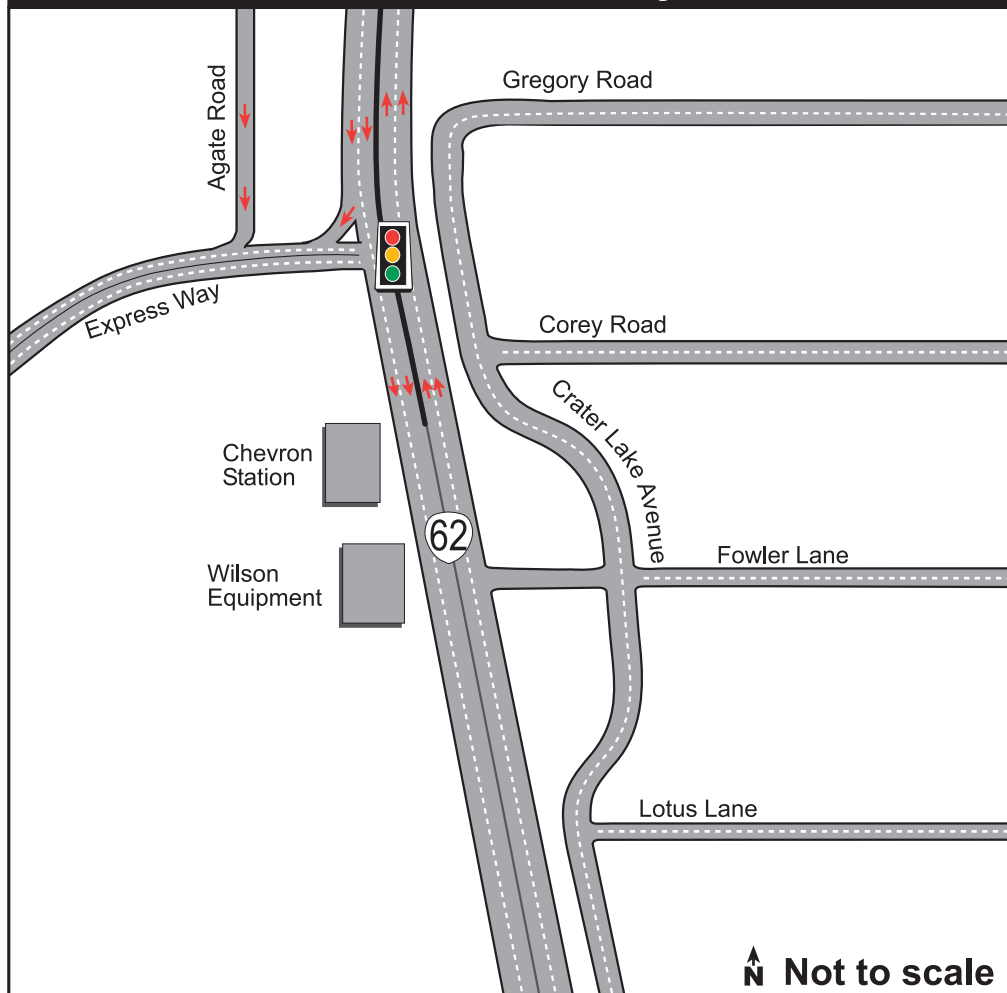 Gregory Road
Agate Road
Express Way
Corey Road
Crater Lake Avenue
Chevron
Station
62
Fowler Lane
Wilson
Equipment
Lotus Lane
N Not to scale